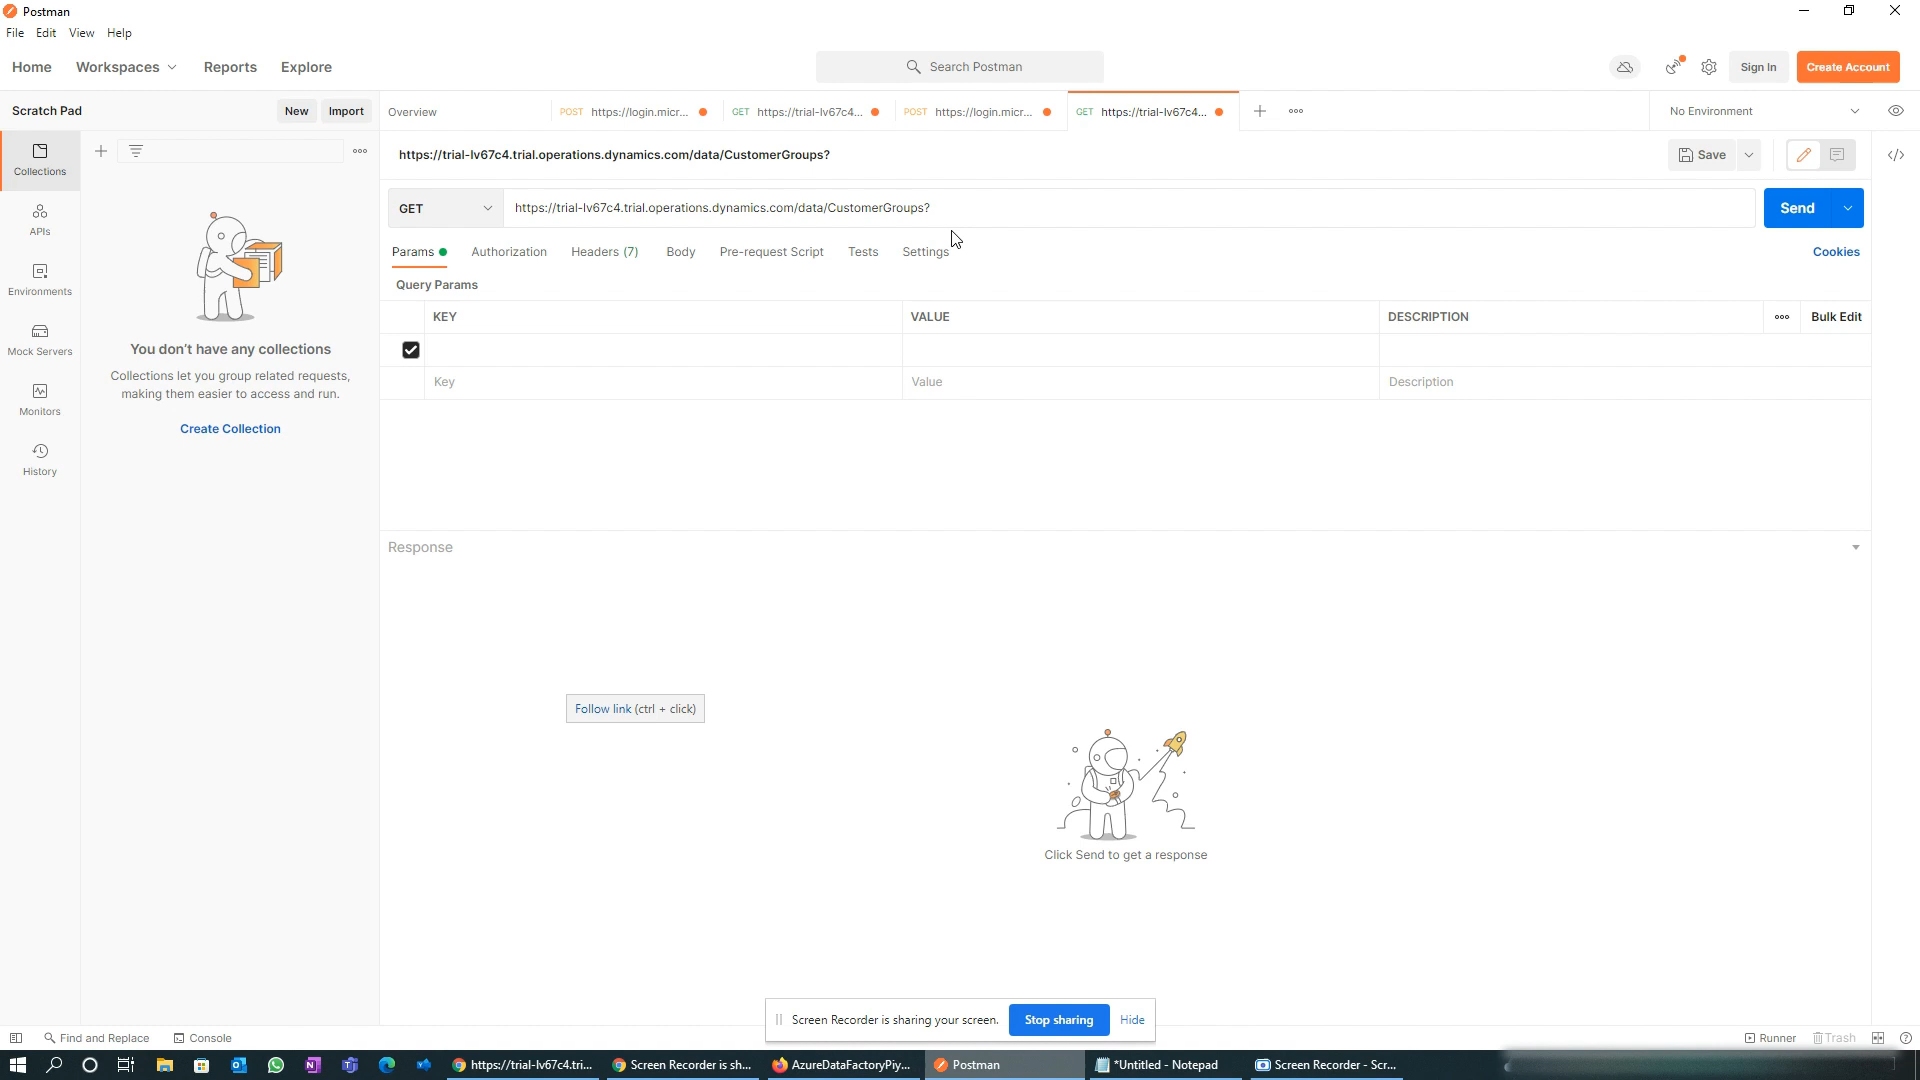 Postman
File Edit View Help
Home Workspaces Reports Explore
Search Postman
Sign In Create Account
Scratch Pad New Import
Overview POST https://login.micr... GET https://trial-lv67c4... POST https://login.micr... GET https://trial-lv67c4...
No Environment
Collections
APIs
Environments
Mock Servers
Monitors
History
You don't have any collections
Collections let you group related requests,
making them easier to access and run.
Create Collection
https://trial-lv67c4.trial.operations.dynamics.com/data/CustomerGroups?
Save
GET https://trial-lv67c4.trial.operations.dynamics.com/data/CustomerGroups?
Send
Params Authorization Headers (7) Body Pre-request Script Tests Settings
Cookies
Query Params
KEY VALUE DESCRIPTION Bulk Edit
Key Value Description
Response
Follow link (ctrl + click)
Click Send to get a response
Screen Recorder is sharing your screen. Stop sharing Hide
Find and Replace Console
Runner Trash
https://trial-lv67c4.tri... Screen Recorder is sh... AzureDataFactoryPiy... Postman *Untitled - Notepad Screen Recorder - Scr...